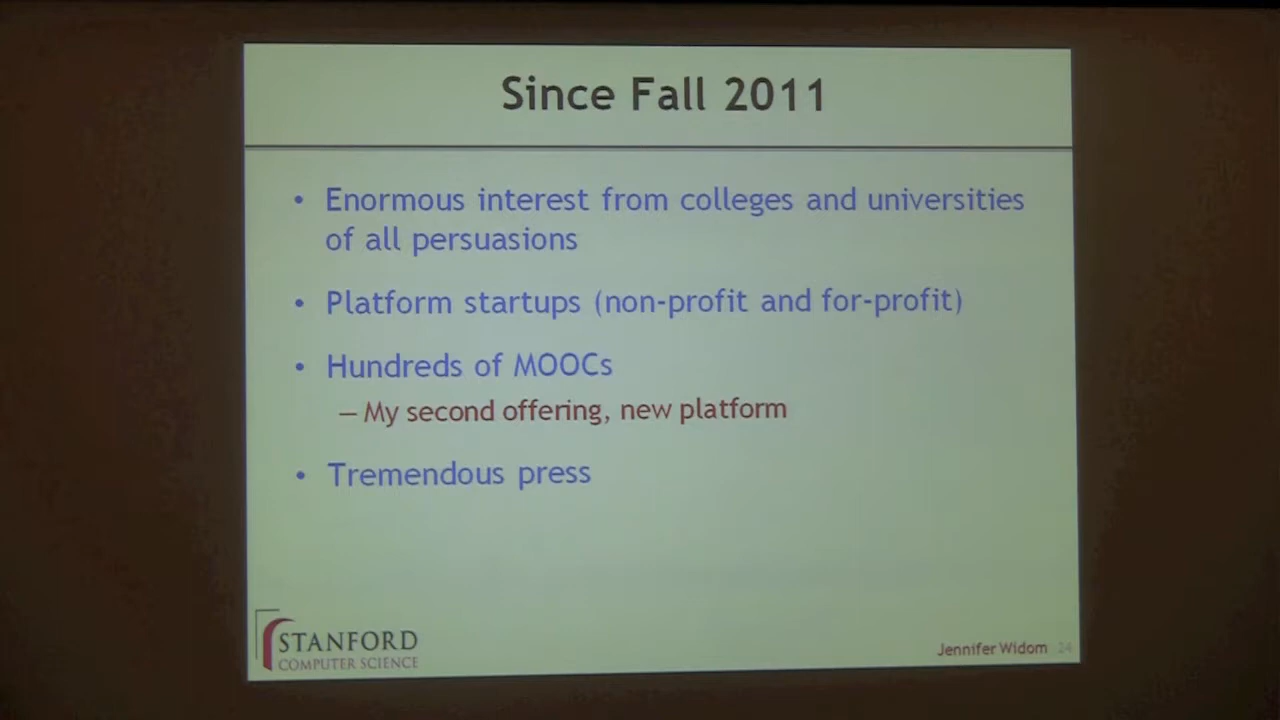 Since Fall 2011
• Enormous interest from colleges and universities
of all persuasions
• Platform startups (non-profit and for-profit)
• Hundreds of MOOCs
– My second offering, new platform
• Tremendous press
STANFORD
COMPUTER SCIENCE
Jennifer Widom 24